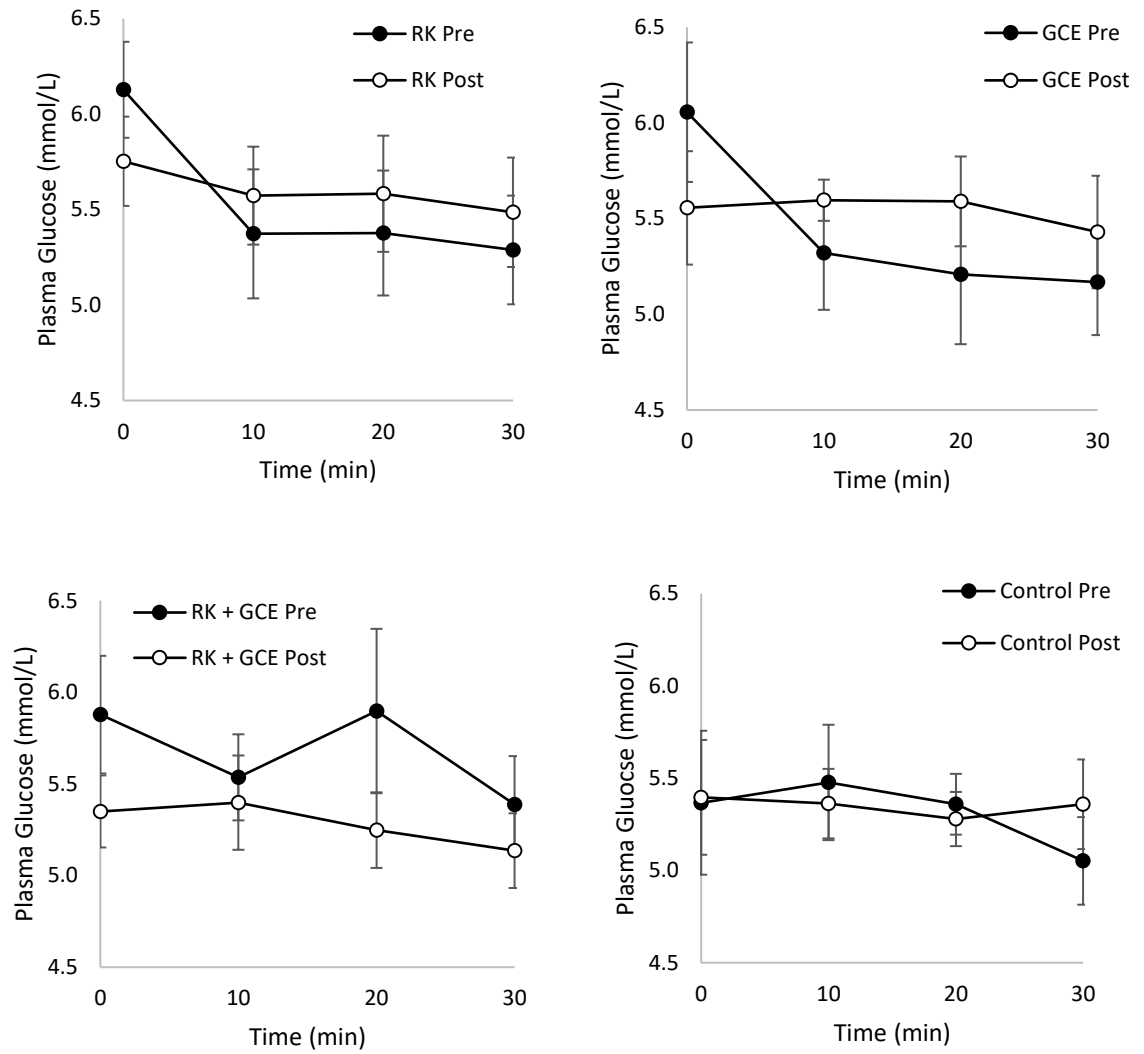 6.5
6.0
5.5
5.0
4.5
Plasma Glucose (mmol/L)
RK Pre
RK Post
0 10 20 30
Time (min)
6.5
6.0
5.5
5.0
4.5
Plasma Glucose (mmol/L)
GCE Pre
GCE Post
0 10 20 30
Time (min)
6.5
6.0
5.5
5.0
4.5
Plasma Glucose (mmol/L)
RK + GCE Pre
RK + GCE Post
0 10 20 30
Time (min)
6.5
6.0
5.5
5.0
4.5
Plasma Gluocse (mmol/L)
Control Pre
Control Post
0 10 20 30
Time (min)